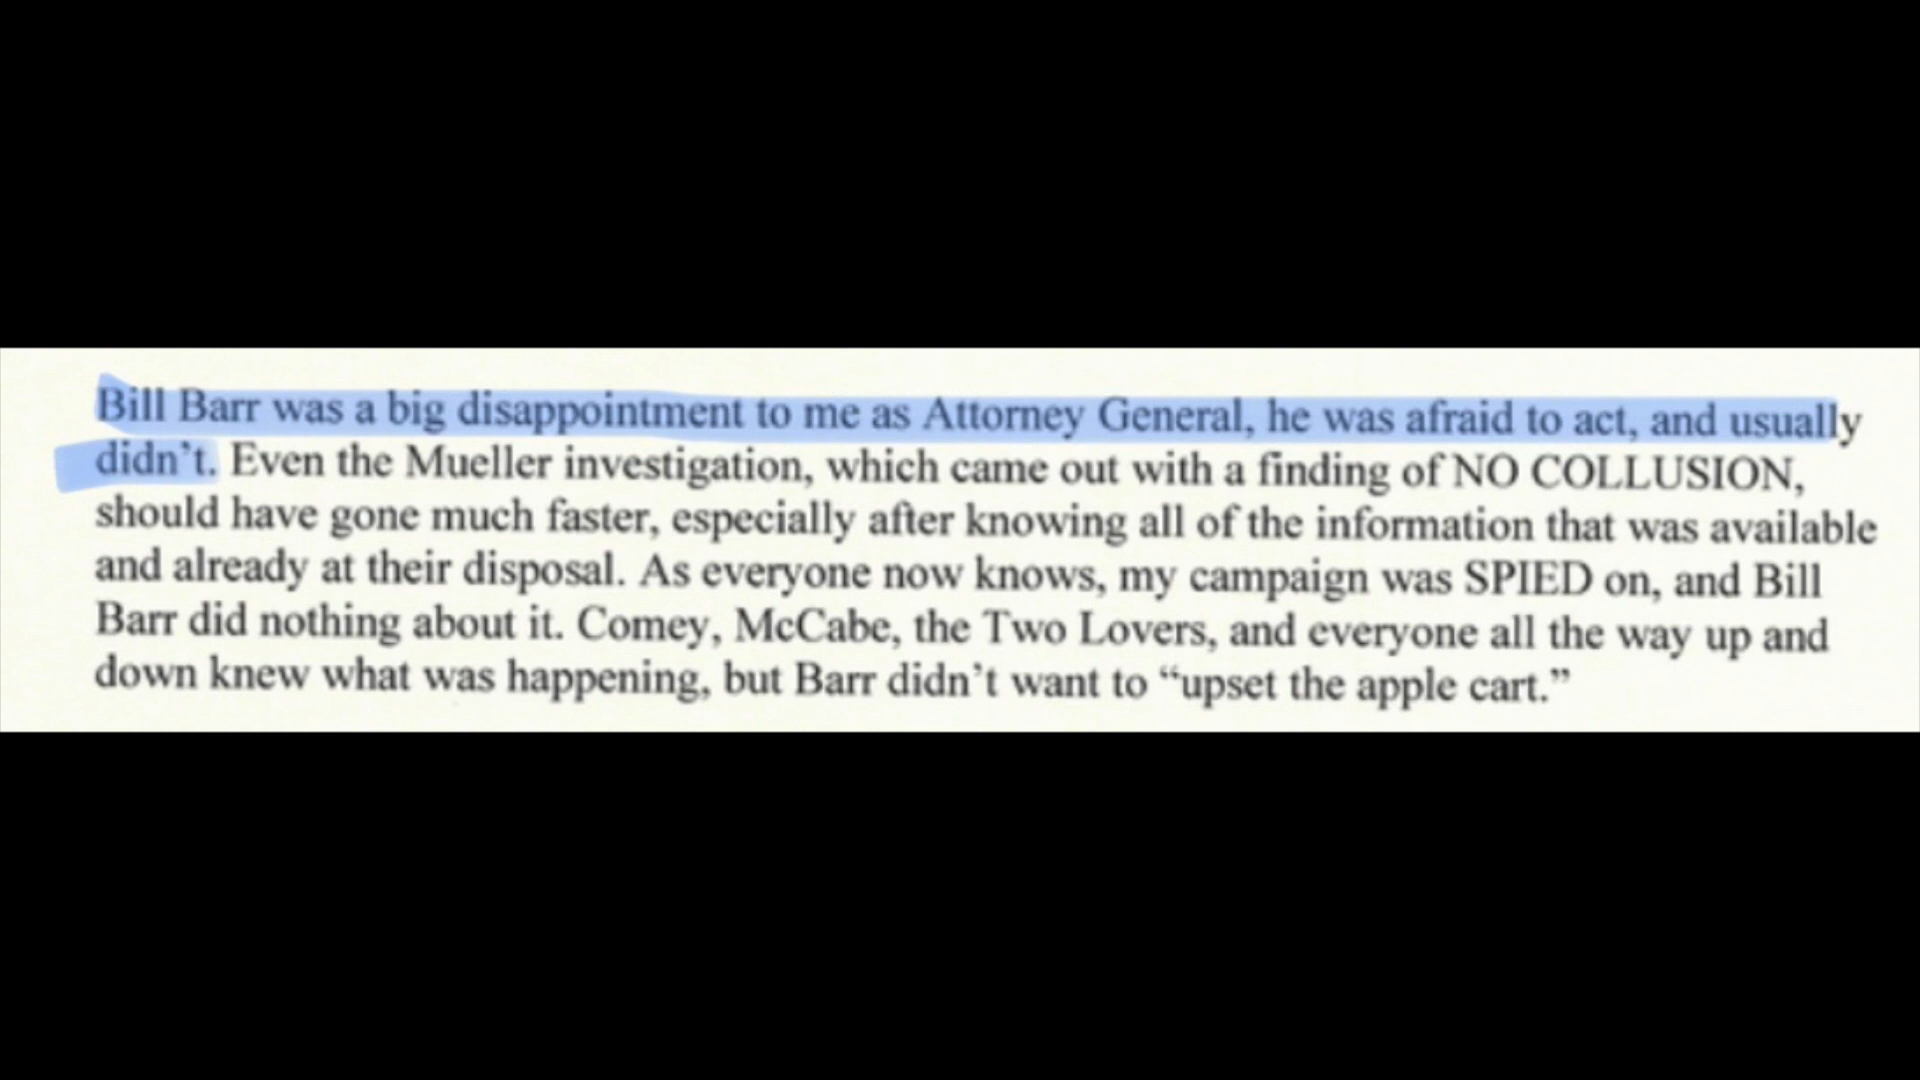 Bill Barr was a big disappointment to me as Attorney General, he was afraid to act, and usually
didn’t. Even the Mueller investigation, which came out with a finding of NO COLLUSION,
should have gone much faster, especially after knowing all of the information that was available
and already at their disposal. As everyone now knows, my campaign was SPIED on, and Bill
Barr did nothing about it. Comey, McCabe, the Two Lovers, and everyone all the way up and
down knew what was happening, but Barr didn’t want to “upset the apple cart.”